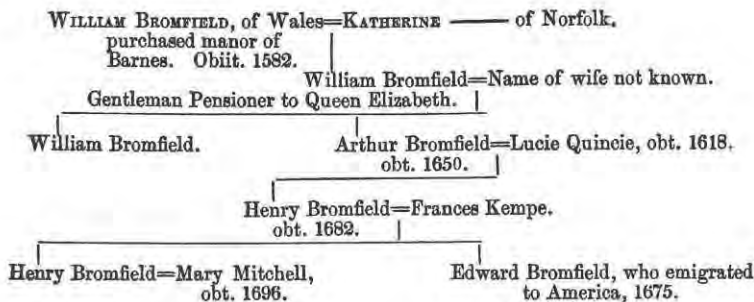 WILLIAM BROMFIELD, of Wales=KATHERINE —— of Norfolk.
purchased manor of
Barnes. Obiit. 1582.
William Bromfield=Name of wife not known.
Gentleman Pensioner to Queen Elizabeth.
William Bromfield. Arthur Bromfield=Lucie Quincie, obt. 1618.
obt. 1650.
Henry Bromfield=Frances Kempe.
obt. 1682.
Henry Bromfield=Mary Mitchell, Edward Bromfield, who emigrated
obt. 1696. to America, 1675.